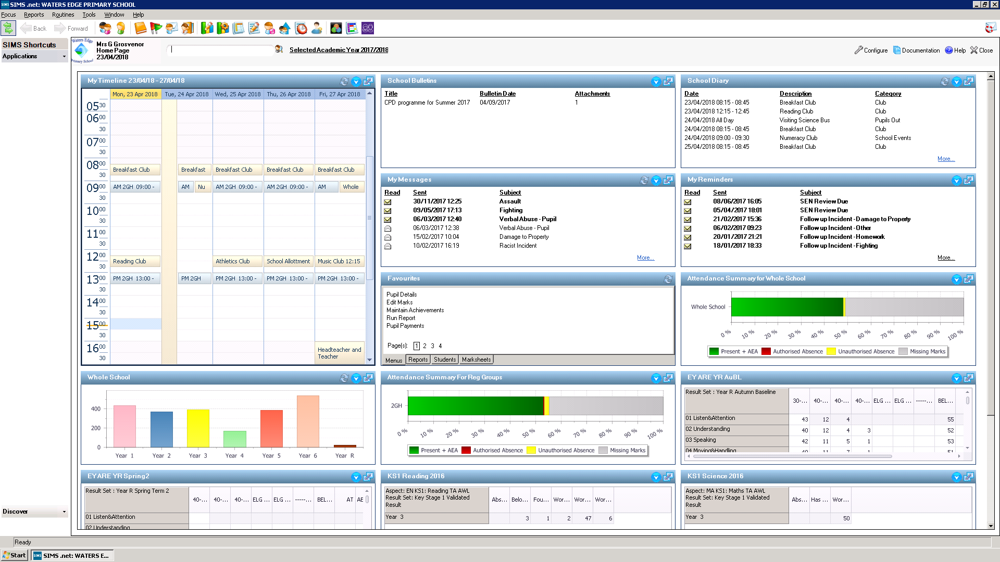 SIMS .net: WATERS EDGE PRIMARY SCHOOL
Focus Reports Routines Tools Window Help
Back Forward
SIMS Shortcuts
Applications
Discover
Waters Edge
Primary School
Mrs G Grosvenor
Home Page
23/04/2018
Selected Academic Year 2017/2018
Configure Documentation Help Close
My Timeline 23/04/18 - 27/04/18
Mon, 23 Apr 2018 Tue, 24 Apr 2018 Wed, 25 Apr 2018 Thu, 26 Apr 2018 Fri, 27 Apr 2018
05 30
06 00
30
07 00
30
08 00
30 Breakfast Club Breakfast Breakfast Club Breakfast Club Breakfast Club
09 00 AM 2GH 09:00 - AM Nu AM 2GH 09:00 - AM 2GH 09:00 - AM Whole
30
10 00
30
11 00
30
12 00
30 Reading Club Athletics Club School Allottment Music Club 12:15
13 00 PM 2GH 13:00 - PM 2GH PM 2GH 13:00 - PM 2GH 13:00 - PM 2GH 13:00 -
30
14 00
30
15 00
30
16 00 Headteacher and
30 Teacher
School Bulletins
Title Bulletin Date Attachments
CPD programme for Summer 2017 04/09/2017 1
School Diary
Date Description Category
23/04/2018 08:15 - 08:45 Breakfast Club Club
23/04/2018 12:15 - 12:45 Reading Club Club
24/04/2018 All Day Visiting Science Bus Pupils Out
24/04/2018 08:15 - 08:45 Breakfast Club Club
24/04/2018 09:00 - 09:30 Numeracy Club School Events
25/04/2018 08:15 - 08:45 Breakfast Club Club
More...
My Messages
Read Sent Subject
30/11/2017 12:25 Assault
09/05/2017 17:13 Fighting
06/03/2017 12:40 Verbal Abuse - Pupil
06/03/2017 12:38 Verbal Abuse - Pupil
15/02/2017 10:04 Damage to Property
10/02/2017 16:19 Racist Incident
More...
My Reminders
Read Sent Subject
08/06/2017 16:05 SEN Review Due
05/04/2017 18:01 SEN Review Due
21/02/2017 15:36 Follow up Incident - Damage to Property
06/02/2017 09:23 Follow up Incident - Other
20/01/2017 21:21 Follow up Incident - Homework
18/01/2017 18:33 Follow up Incident - Fighting
More...
Favourites
Pupil Details
Edit Marks
Maintain Achievements
Run Report
Pupil Payments
Page(s): 1 2 3 4
Menus Reports Students Marksheets
Attendance Summary for Whole School
Whole School
0 % 10 % 20 % 30 % 40 % 50 % 60 % 70 % 80 % 90 % 100 %
Present + AEA Authorised Absence Unauthorised Absence Missing Marks
Whole School
400
200
0
Year 1 Year 2 Year 3 Year 4 Year 5 Year 6 Year R
Attendance Summary For Reg Groups
2GH
0 % 10 % 20 % 30 % 40 % 50 % 60 % 70 % 80 % 90 % 100 %
Present + AEA Authorised Absence Unauthorised Absence Missing Marks
EY ARE YR AuBL
Result Set : Year R Autumn Baseline
30-... 40-... 40-... 40-... ELG ... ELG ... -----... BEL...
01 Listen&Attention 43 12 4 55
02 Understanding 40 12 4 3 52
03 Speaking 42 11 5 1 53
04 Moving&Handling 40 11 7 1 51
EY ARE YR Spring2
Result Set : Year R Spring Term 2
40-... 40-... 40-... ELG ... ELG ... -----... BEL... AT AE
01 Listen&Attention
02 Understanding
KS1 Reading 2016
Aspect: EN KS1: Reading TA AWL
Result Set: Key Stage 1 Validated
Result
Abs... Belo... Fou... Wor... Wor... Wor...
Year 3 3 1 2 47 6
KS1 Science 2016
Aspect: MA KS1: Maths TA AWL
Result Set: Key Stage 1 Validated
Result
Abs... Has ... Wor...
Year 3 50
Ready
Start SIMS SIMS .net: WATERS E...